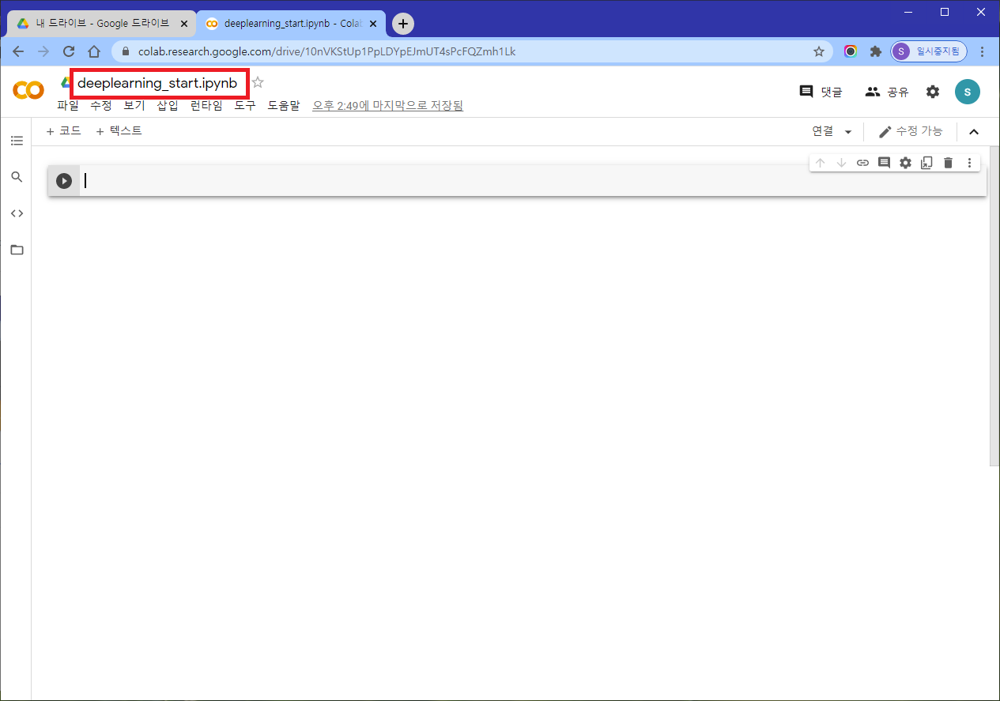 내 드라이브 - Google 드라이브
deeplearning_start.ipynb - Colab
colab.research.google.com/drive/10nVKStUp1PpLDYpEJmUT4sPcFQZmh1Lk
S 일시중지됨
deeplearning_start.ipynb
파일 수정 보기 삽입 런타임 도구 도움말 오후 2:49에 마지막으로 저장됨
댓글 공유 S
+ 코드 + 텍스트
연결 수정 가능